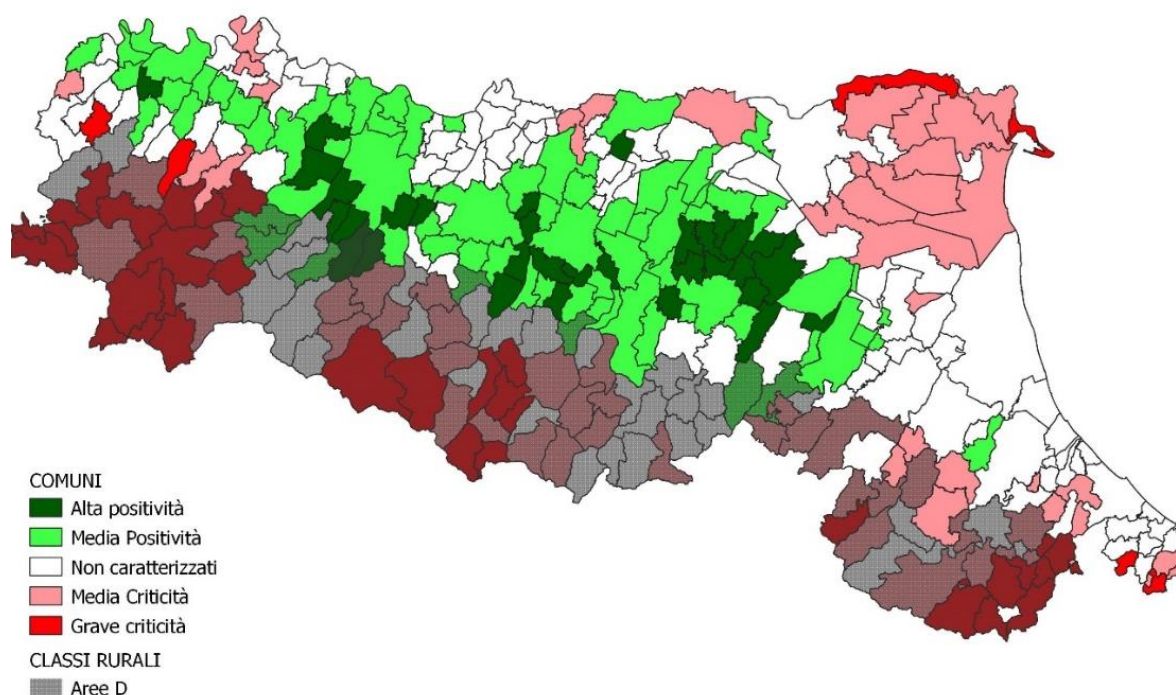 COMUNI
Alta positività
Media Positività
Non caratterizzati
Media Criticità
Grave criticità
CLASSI RURALI
Aree D